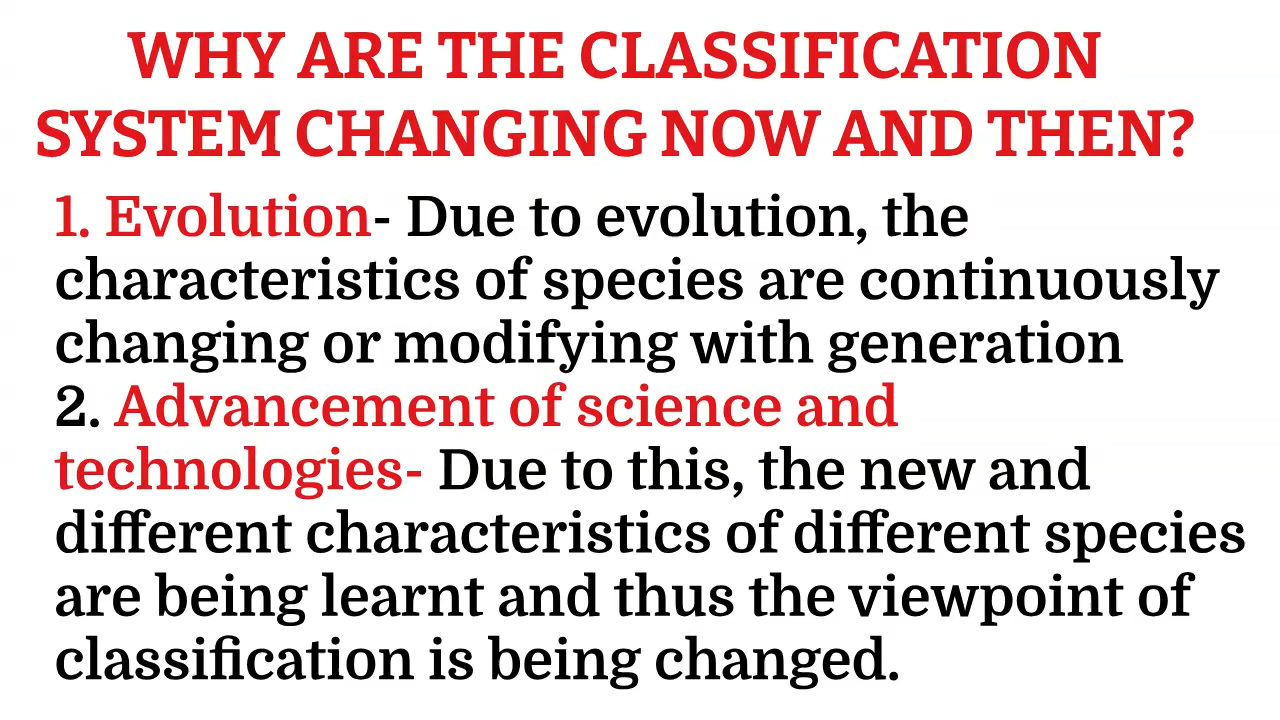 WHY ARE THE CLASSIFICATION
SYSTEM CHANGING NOW AND THEN?
1. Evolution- Due to evolution, the
characteristics of species are continuously
changing or modifying with generation
2. Advancement of science and
technologies- Due to this, the new and
different characteristics of different species
are being learnt and thus the viewpoint of
classification is being changed.